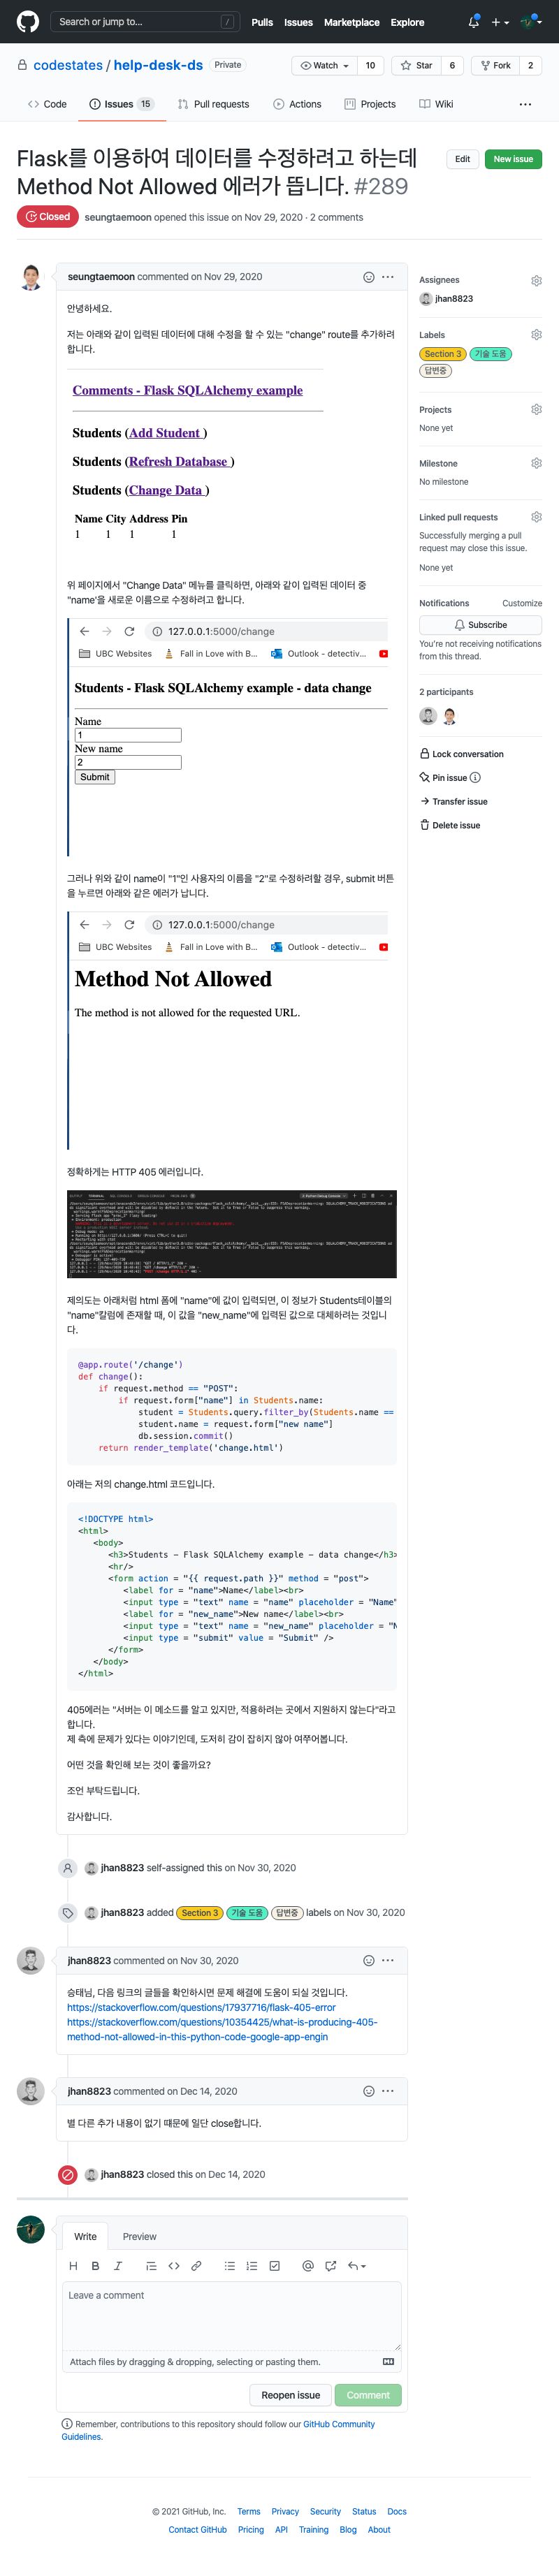 Search or jump to... /
Pulls Issues Marketplace Explore
codestates / help-desk-ds Private
Watch 10 Star 6 Fork 2
Code Issues 15 Pull requests Actions Projects Wiki
Flask를 이용하여 데이터를 수정하려고 하는데
Method Not Allowed 에러가 뜹니다. #289
Edit New issue
Closed seungtaemoon opened this issue on Nov 29, 2020 · 2 comments
seungtaemoon commented on Nov 29, 2020
안녕하세요.
저는 아래와 같이 입력된 데이터에 대해 수정을 할 수 있는 "change" route를 추가하려
합니다.
Comments - Flask SQLAlchemy example
Students (Add Student )
Students (Refresh Database )
Students (Change Data )
Name City Address Pin
1 1 1 1
위 페이지에서 "Change Data" 메뉴를 클릭하면, 아래와 같이 입력된 데이터 중
"name'을 새로운 이름으로 수정하려고 합니다.
127.0.0.1:5000/change
UBC Websites Fall in Love with B... Outlook - detectiv...
Students - Flask SQLAlchemy example - data change
Name
1
New name
2
Submit
그러나 위와 같이 name이 "1"인 사용자의 이름을 "2"로 수정하려할 경우, submit 버튼
을 누르면 아래와 같은 에러가 납니다.
127.0.0.1:5000/change
UBC Websites Fall in Love with B... Outlook - detectiv...
Method Not Allowed
The method is not allowed for the requested URL.
정확하게는 HTTP 405 에러입니다.
제의도는 아래처럼 html 폼에 "name"에 값이 입력되면, 이 정보가 Students테이블의
"name"칼럼에 존재할 때, 이 값을 "new_name"에 입력된 값으로 대체하려는 것입니
다.
@app.route('/change')
def change():
if request.method == "POST":
if request.form["name"] in Students.name:
student = Students.query.filter_by(Students.name ==
student.name = request.form["new name"]
db.session.commit()
return render_template('change.html')
아래는 저의 change.html 코드입니다.
<!DOCTYPE html>
<html>
<body>
<h3>Students - Flask SQLAlchemy example - data change</h3>
<hr/>
<form action = "{{ request.path }}" method = "post">
<label for = "name">Name</label><br>
<input type = "text" name = "name" placeholder = "Name"
<label for = "new_name">New name</label><br>
<input type = "text" name = "new_name" placeholder = "N
<input type = "submit" value = "Submit" />
</form>
</body>
</html>
405에러는 "서버는 이 메소드를 알고 있지만, 적용하려는 곳에서 지원하지 않는다"라고
합니다.
제 측에 문제가 있다는 이야기인데, 도저히 감이 잡히지 않아 여쭈어봅니다.
어떤 것을 확인해 보는 것이 좋을까요?
조언 부탁드립니다.
감사합니다.
Assignees
jhan8823
Labels
Section 3 기술 도움
답변중
Projects
None yet
Milestone
No milestone
Linked pull requests
Successfully merging a pull
request may close this issue.
None yet
Notifications Customize
Subscribe
You're not receiving notifications
from this thread.
2 participants
Lock conversation
Pin issue
Transfer issue
Delete issue
jhan8823 self-assigned this on Nov 30, 2020
jhan8823 added Section 3 기술 도움 답변중 labels on Nov 30, 2020
jhan8823 commented on Nov 30, 2020
승태님, 다음 링크의 글들을 확인하시면 문제 해결에 도움이 되실 것입니다.
https://stackoverflow.com/questions/17937716/flask-405-error
https://stackoverflow.com/questions/10354425/what-is-producing-405-
method-not-allowed-in-this-python-code-google-app-engin
jhan8823 commented on Dec 14, 2020
별 다른 추가 내용이 없기 떄문에 일단 close합니다.
jhan8823 closed this on Dec 14, 2020
Write Preview
Leave a comment
Attach files by dragging & dropping, selecting or pasting them.
Reopen issue Comment
Remember, contributions to this repository should follow our GitHub Community
Guidelines.
© 2021 GitHub, Inc. Terms Privacy Security Status Docs
Contact GitHub Pricing API Training Blog About